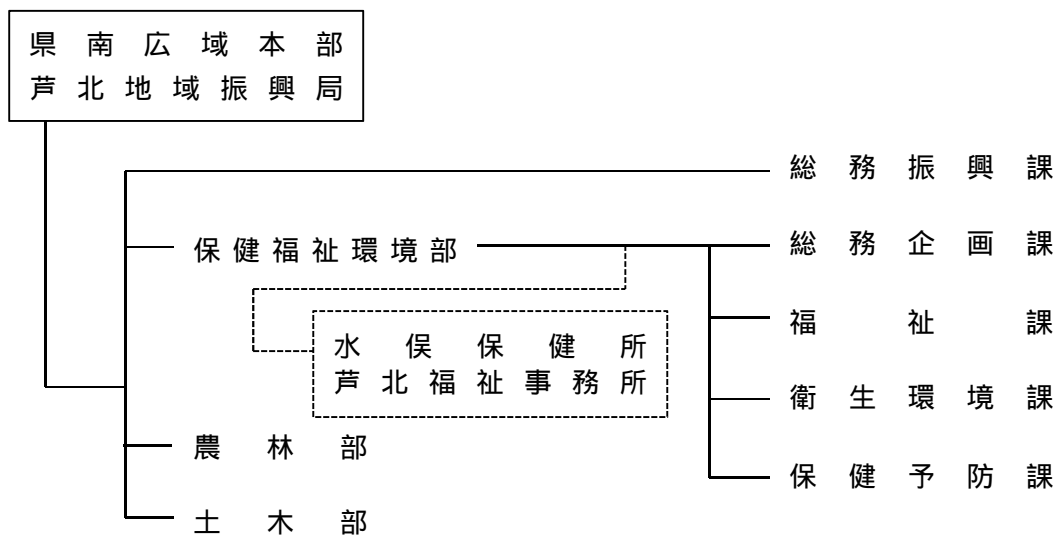 県南広域本部
芦北地域振興局
総務振興課
保健福祉環境部
総務企画課
福祉課
水俣保健所
芦北福祉事務所
衛生環境課
農林部
保健予防課
土木部